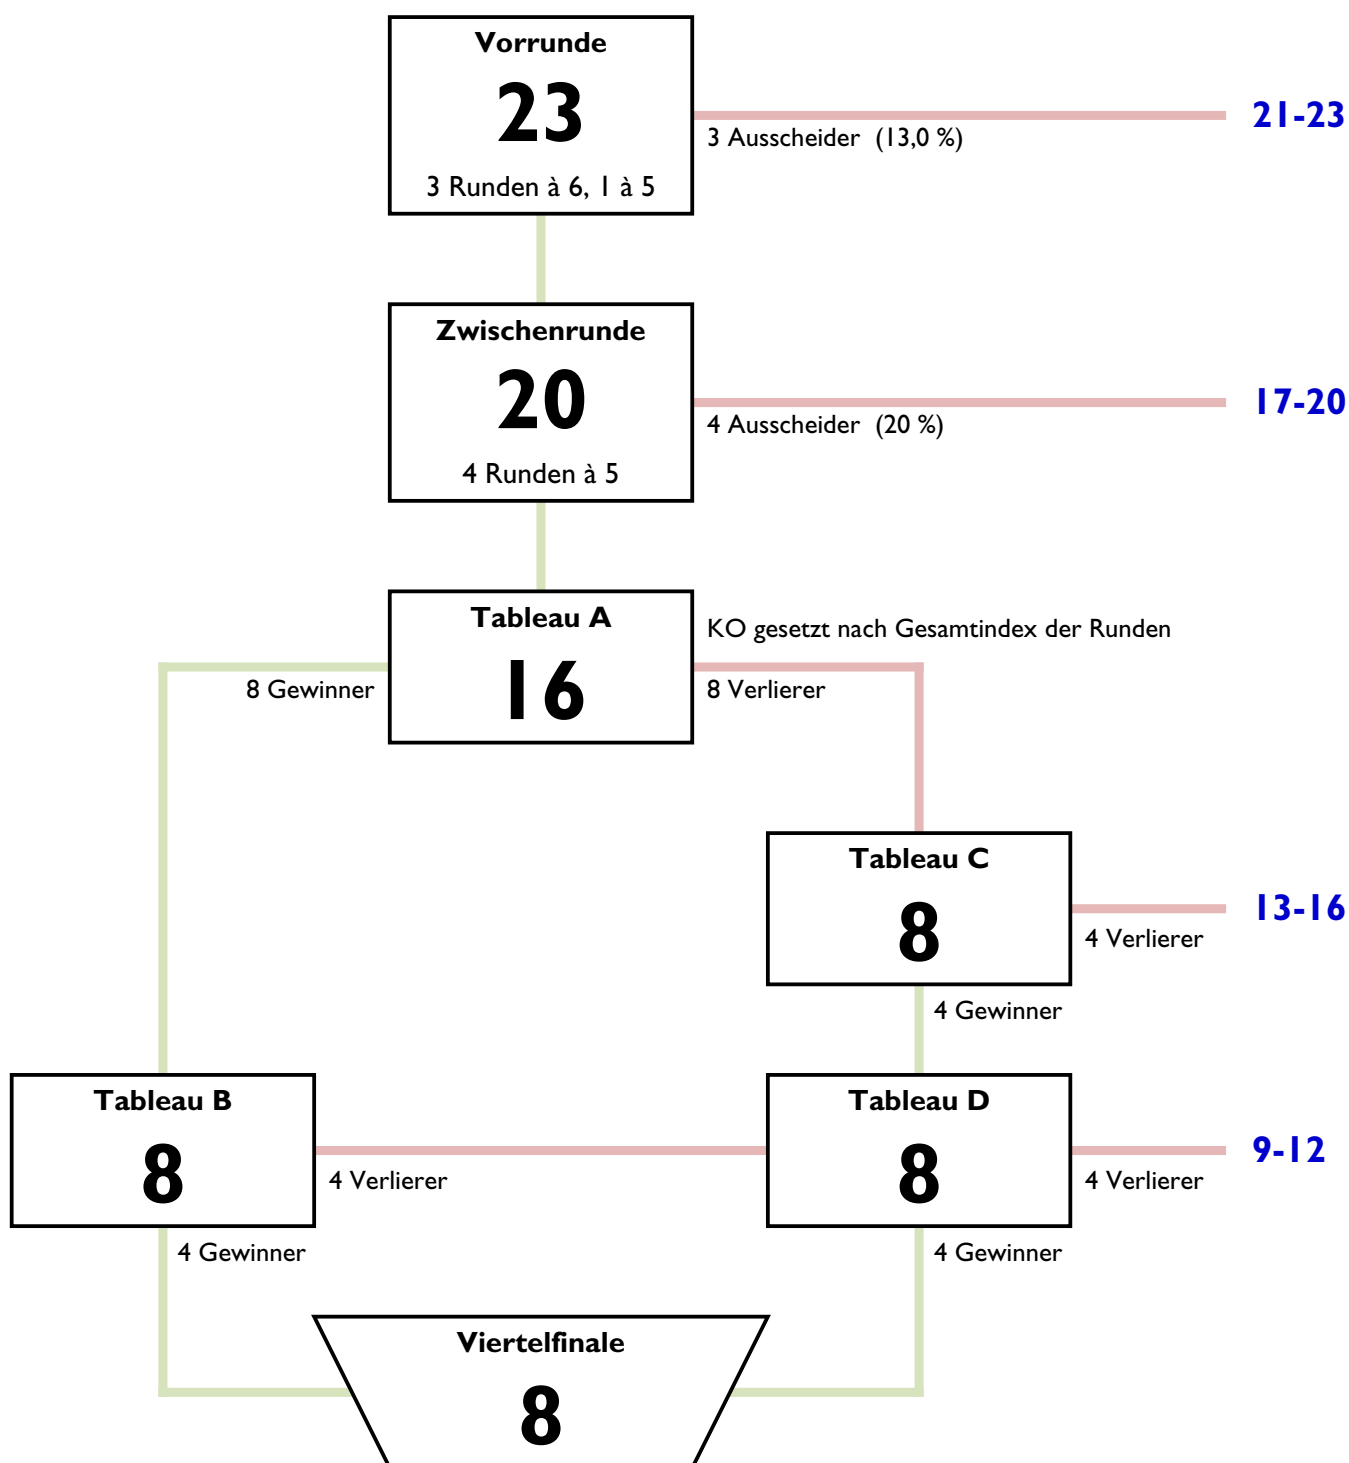 Vorrunde
23
3 Runden à 6, 1 à 5
3 Ausscheider (13,0 %)
21-23
Zwischenrunde
20
4 Runden à 5
4 Ausscheider (20 %)
17-20
Tableau A
16
KO gesetzt nach Gesamtindex der Runden
8 Gewinner
8 Verlierer
Tableau C
8
4 Verlierer
13-16
4 Gewinner
Tableau B
8
4 Verlierer
4 Gewinner
Tableau D
8
4 Verlierer
9-12
4 Gewinner
Viertelfinale
8